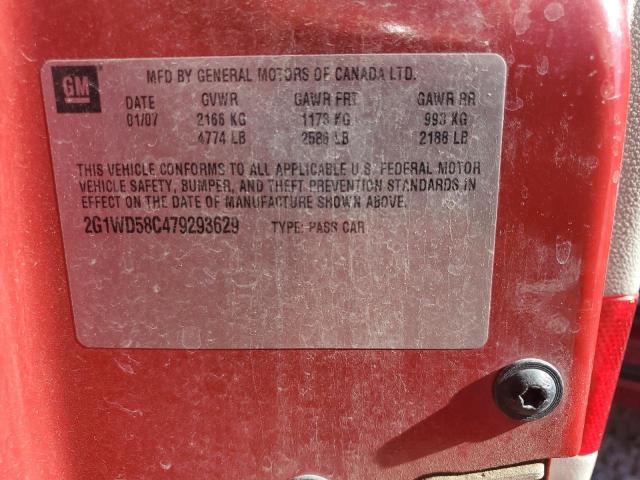 GM
MFD BY GENERAL MOTORS OF CANADA LTD.
DATE GVWR GAWR FRT GAWR RR
01/07 2166 KG 1173 KG 993 KG
4774 LB 2586 LB 2188 LB
THIS VEHICLE CONFORMS TO ALL APPLICABLE U.S. FEDERAL MOTOR
VEHICLE SAFETY, BUMPER, AND THEFT PREVENTION STANDARDS IN
EFFECT ON THE DATE OF MANUFACTURE SHOWN ABOVE.
2G1WD58C479293629 TYPE: PASS CAR